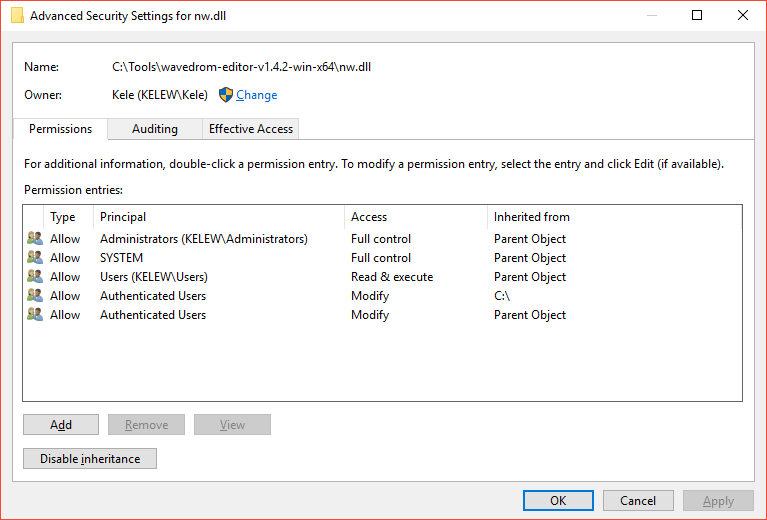 Advanced Security Settings for nw.dll
Name: C:\Tools\wavedrom-editor-v1.4.2-win-x64\nw.dll
Owner: Kele (KELEW\Kele) Change
Permissions Auditing Effective Access
For additional information, double-click a permission entry. To modify a permission entry, select the entry and click Edit (if available).
Permission entries:
Type Principal Access Inherited from
Allow Administrators (KELEW\Administrators) Full control Parent Object
Allow SYSTEM Full control Parent Object
Allow Users (KELEW\Users) Read & execute Parent Object
Allow Authenticated Users Modify C:\
Allow Authenticated Users Modify Parent Object
Add Remove View
Disable inheritance
OK Cancel Apply